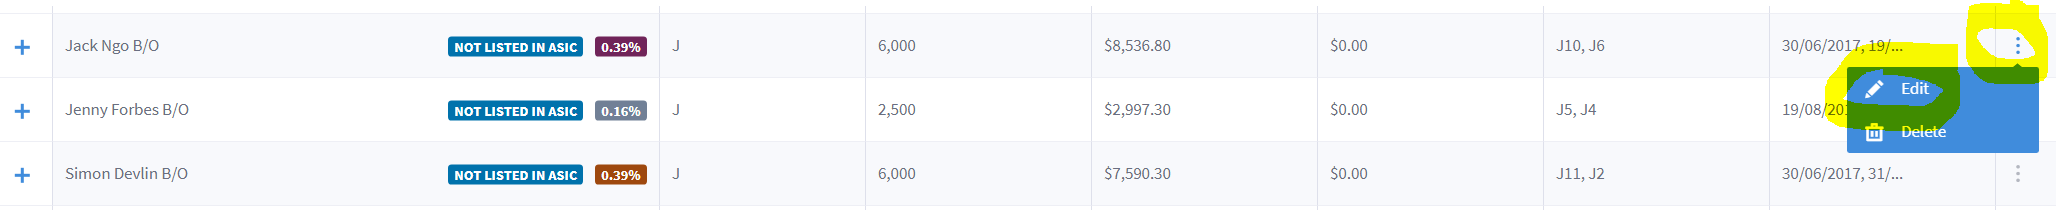 Jack Ngo B/O NOT LISTED IN ASIC 0.39% J 6,000 $8,536.80 $0.00 J10, J6 30/06/2017, 19/...
Edit
Jenny Forbes B/O NOT LISTED IN ASIC 0.16% J 2,500 $2,997.30 $0.00 J5, J4 19/08/20
Delete
Simon Devlin B/O NOT LISTED IN ASIC 0.39% J 6,000 $7,590.30 $0.00 J11, J2 30/06/2017, 31/...